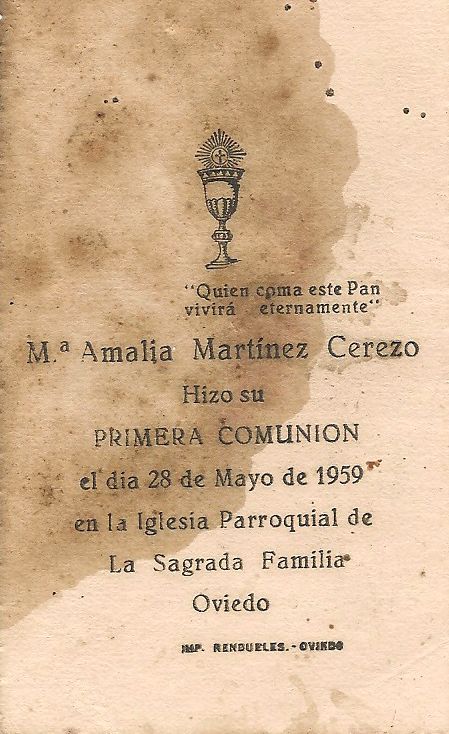 "Quien coma este Pan
vivirá eternamente"
M.ª Amalia Martínez Cerezo
Hizo su
PRIMERA COMUNION
el dia 28 de Mayo de 1959
en la Iglesia Parroquial de
La Sagrada Familia
Oviedo
IMP. RENDUELES.-OVIEDO